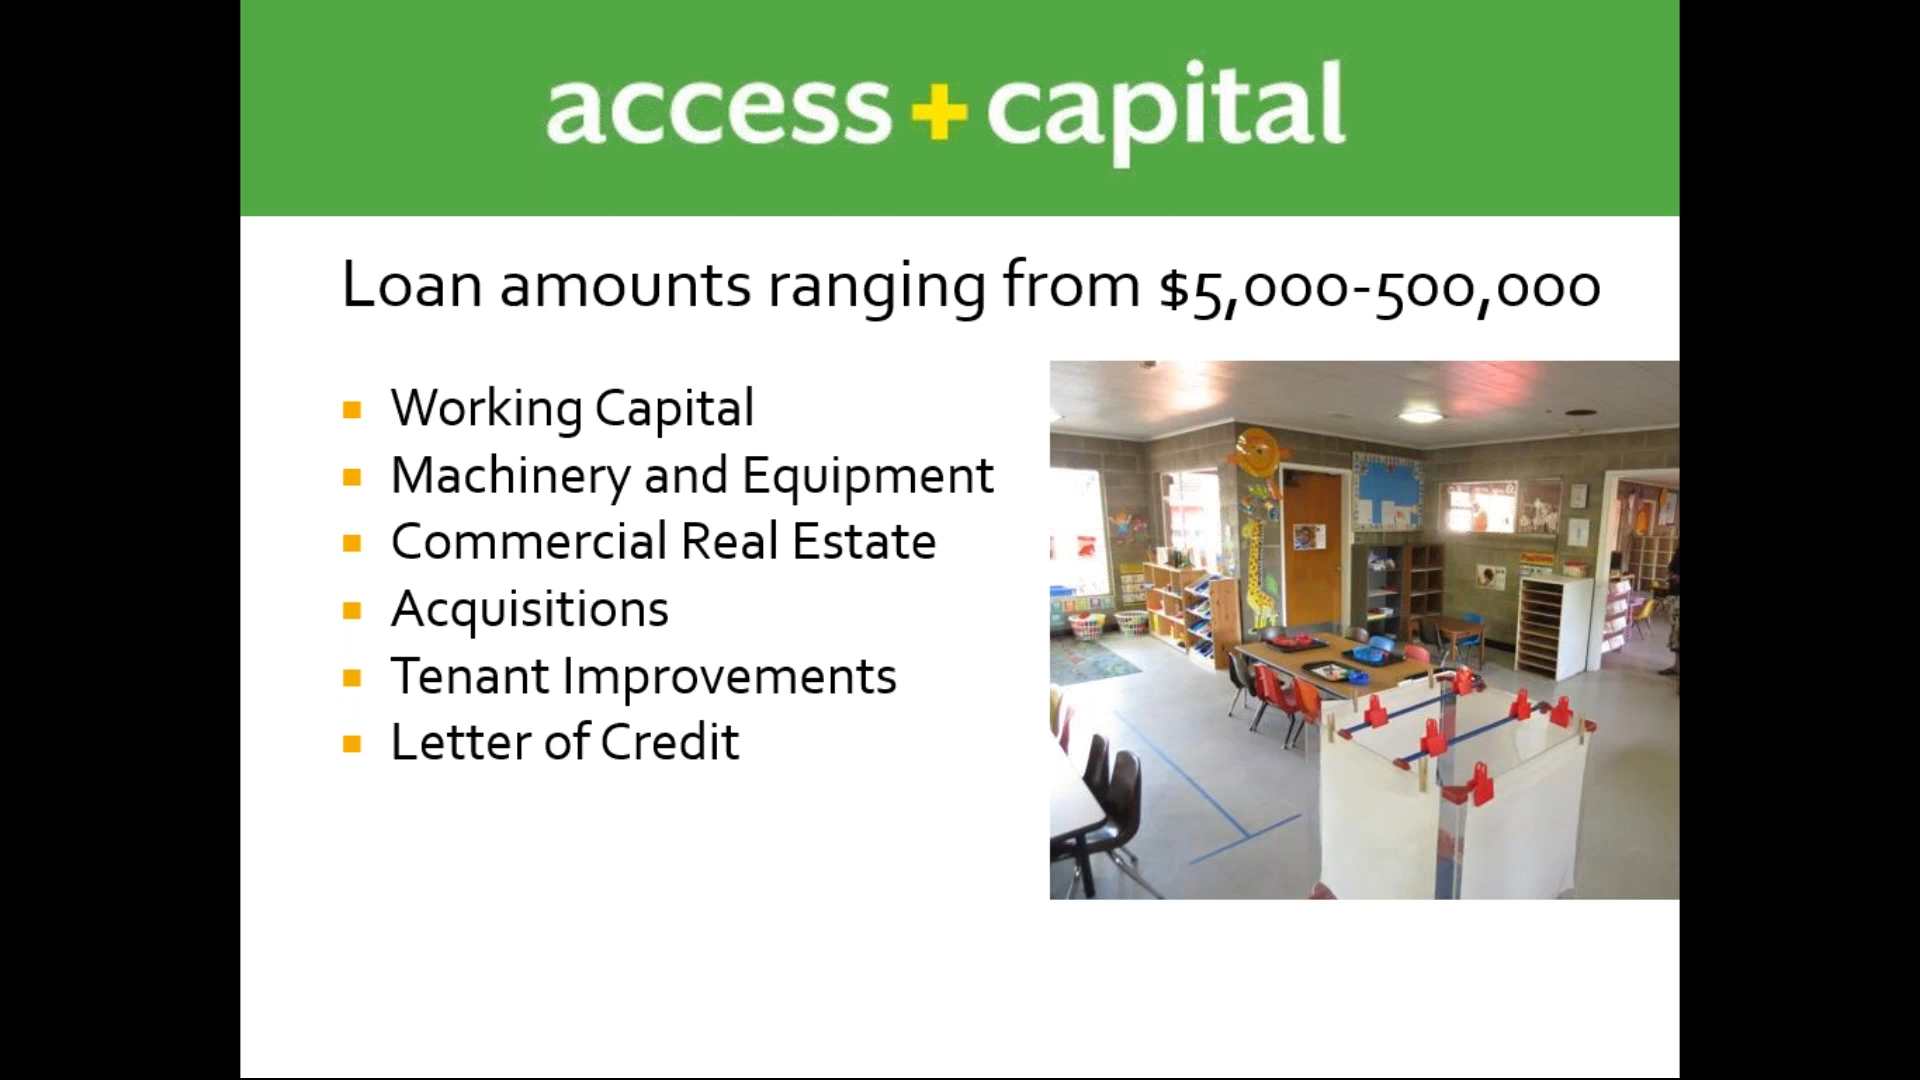 access + capital
Loan amounts ranging from $5,000-500,000
Working Capital
Machinery and Equipment
Commercial Real Estate
Acquisitions
Tenant Improvements
Letter of Credit